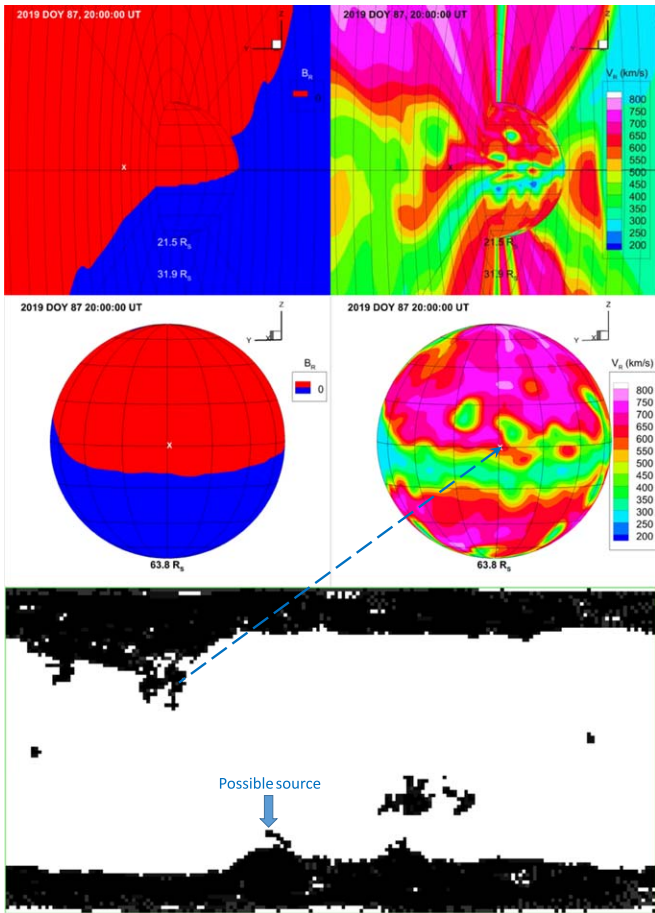 2019 DOY 87, 20:00:00 UT
Z
Y
B_R
0
X
21.5 R_S
31.9 R_S
2019 DOY 87, 20:00:00 UT
Z
Y
V_R (km/s)
800
750
700
650
600
550
500
450
400
350
300
250
200
X
21.5 R_S
31.9 R_S
2019 DOY 87 20:00:00 UT
Z
Y
X
B_R
0
X
63.8 R_S
2019 DOY 87 20:00:00 UT
Z
Y
X
V_R (km/s)
800
750
700
650
600
550
500
450
400
350
300
250
200
63.8 R_S
Possible source